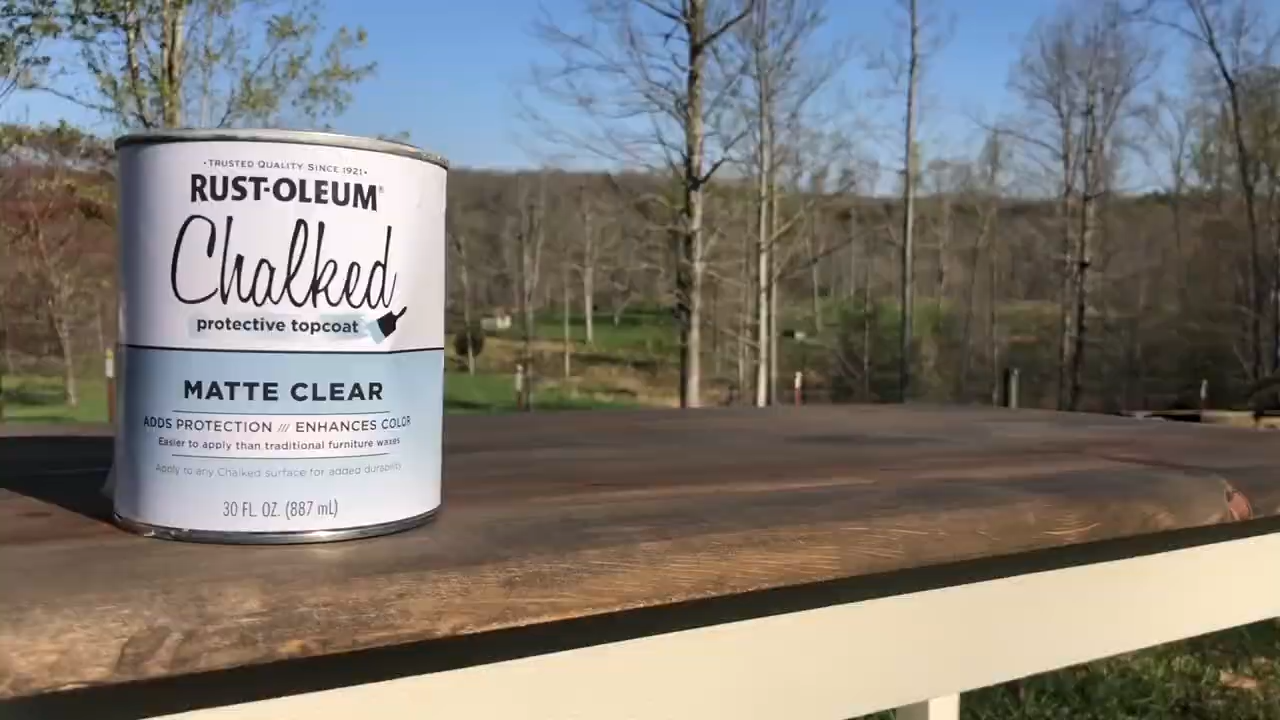 • TRUSTED QUALITY SINCE 1921 •
RUST-OLEUM®
Chalked
protective topcoat
MATTE CLEAR
ADDS PROTECTION /// ENHANCES COLOR
Easier to apply than traditional furniture waxes
Apply to any Chalked surface for added durability
30 FL. OZ. (887 mL)